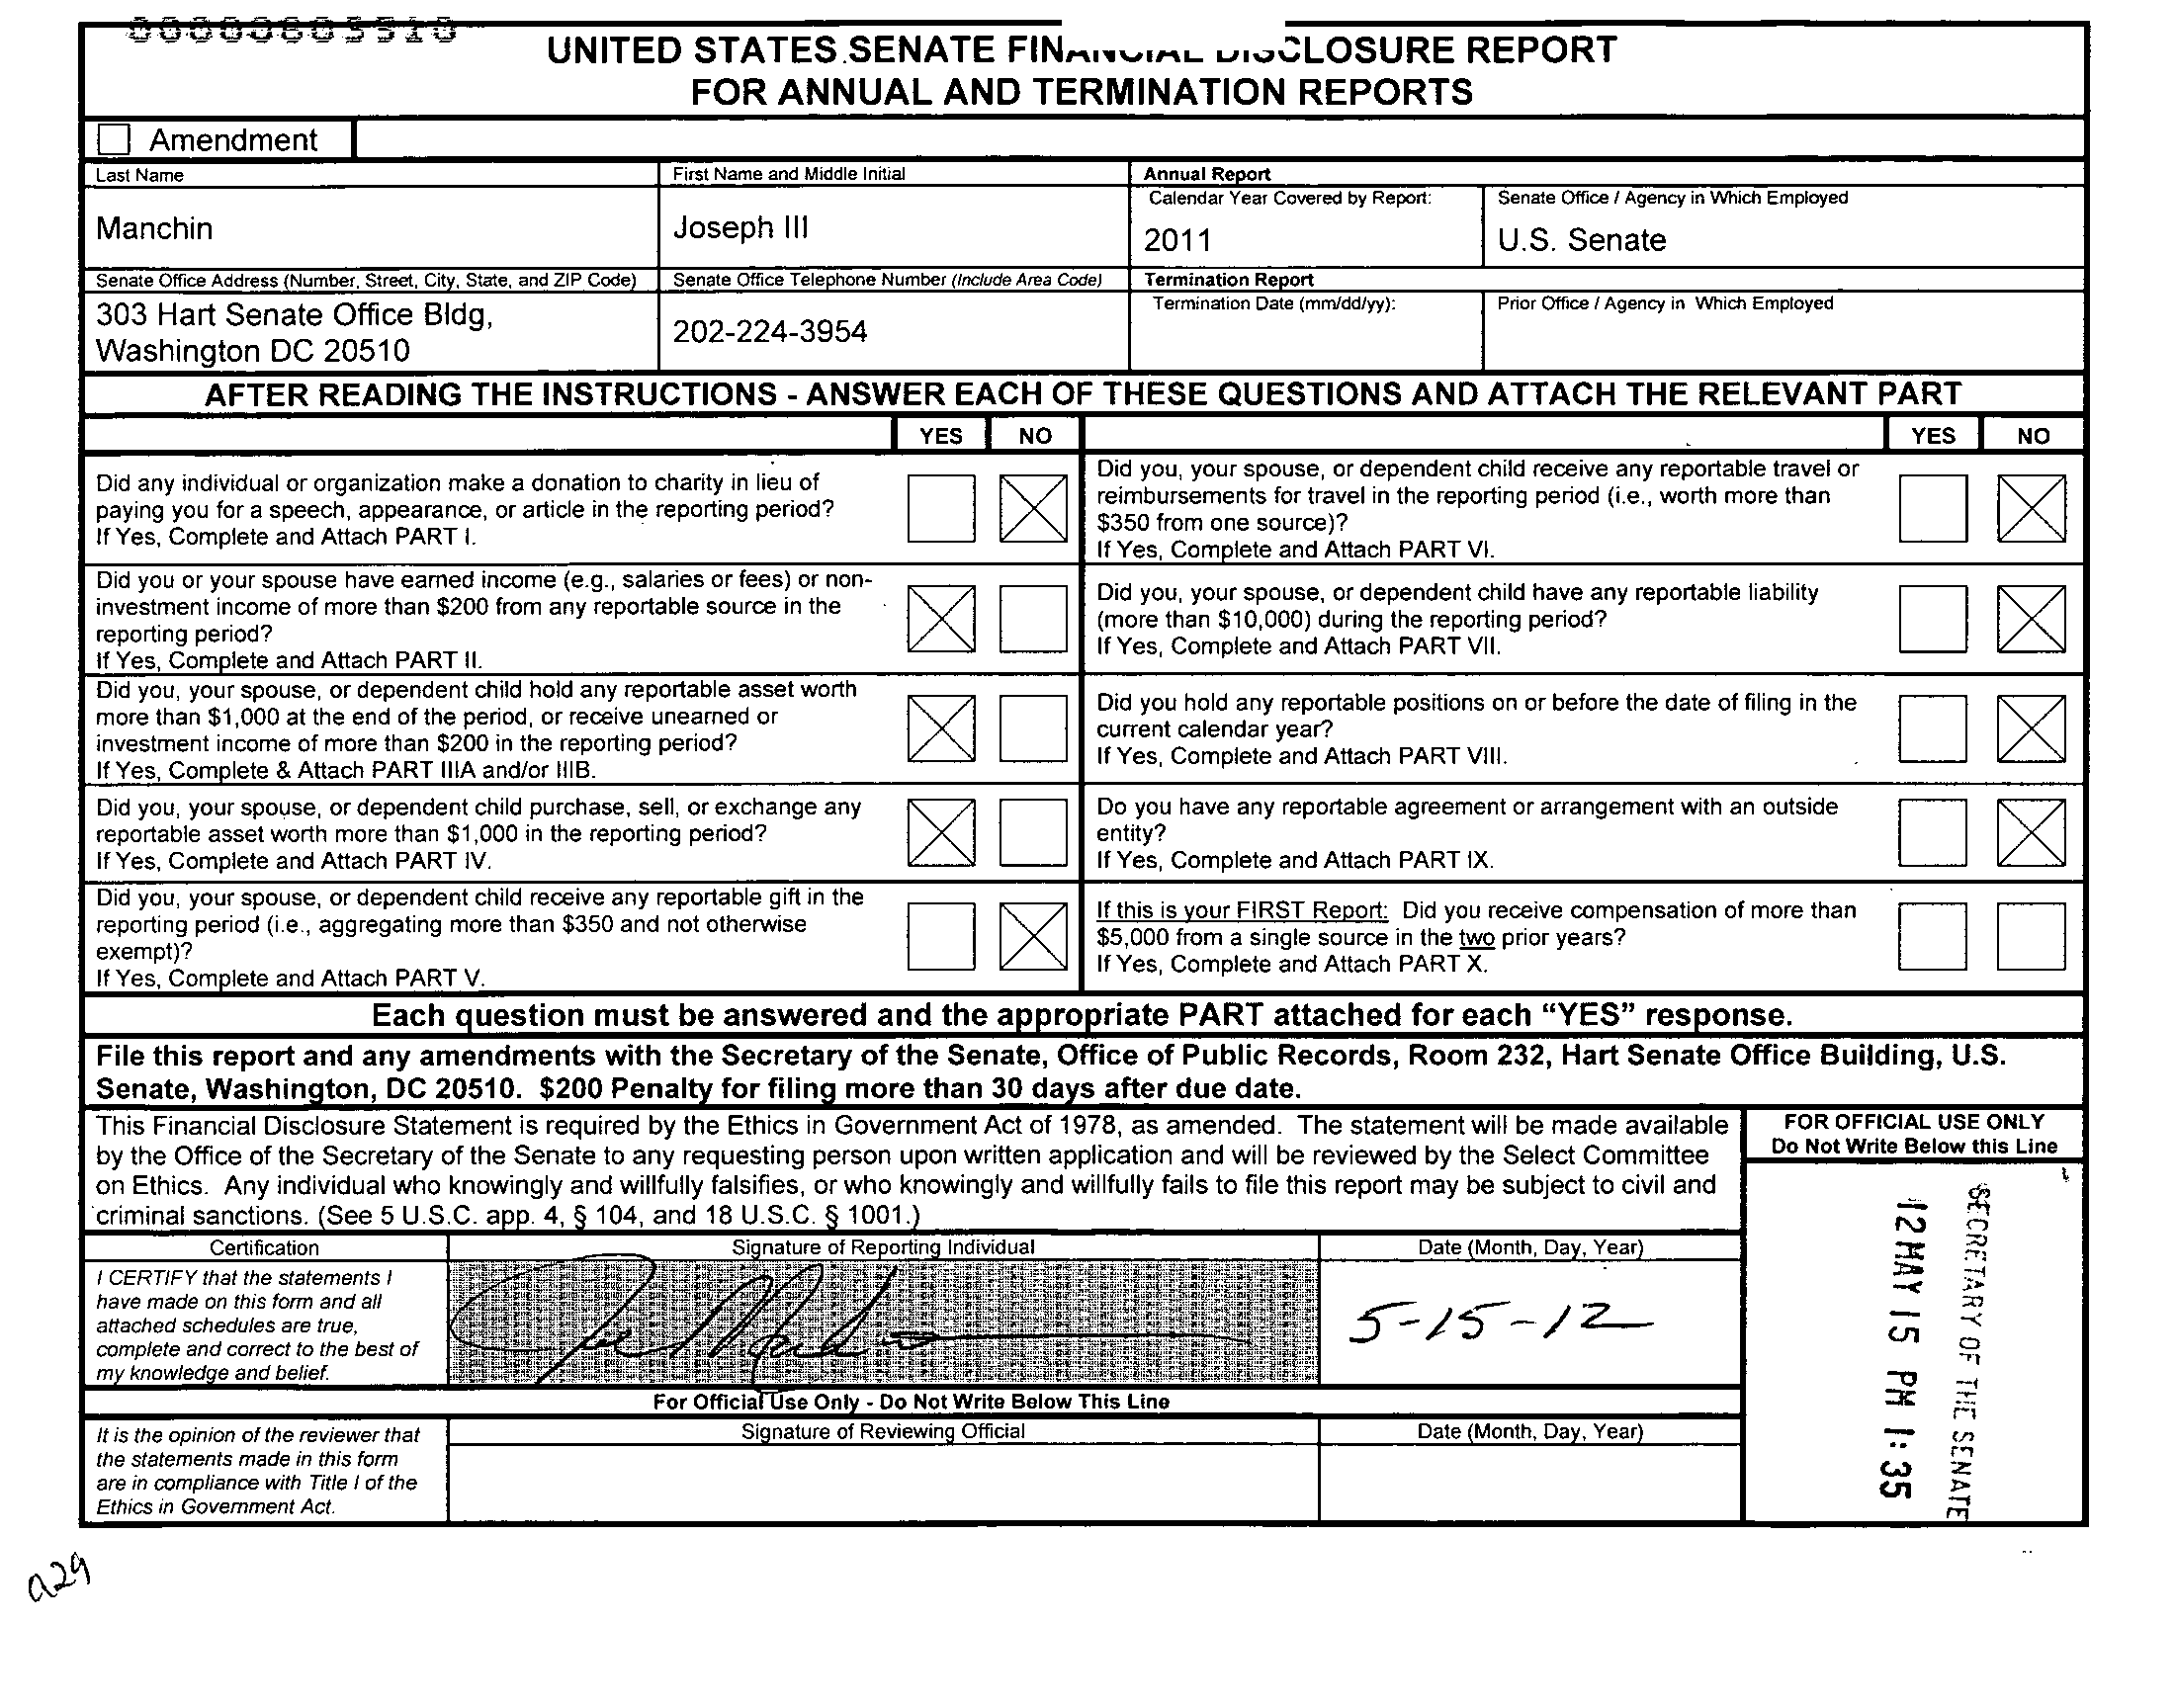 UNITED STATES SENATE FINANCIAL DISCLOSURE REPORT
FOR ANNUAL AND TERMINATION REPORTS
Amendment
Last Name
First Name and Middle Initial
Annual Report
Calendar Year Covered by Report:
Senate Office / Agency in Which Employed
Manchin
Joseph III
2011
U.S. Senate
Senate Office Address (Number, Street, City, State, and ZIP Code)
Senate Office Telephone Number (Include Area Code)
Termination Report
Termination Date (mm/dd/yy):
Prior Office / Agency in Which Employed
303 Hart Senate Office Bldg,
Washington DC 20510
202-224-3954
AFTER READING THE INSTRUCTIONS - ANSWER EACH OF THESE QUESTIONS AND ATTACH THE RELEVANT PART
YES NO
YES NO
Did any individual or organization make a donation to charity in lieu of
paying you for a speech, appearance, or article in the reporting period?
If Yes, Complete and Attach PART I.
Did you, your spouse, or dependent child receive any reportable travel or
reimbursements for travel in the reporting period (i.e., worth more than
$350 from one source)?
If Yes, Complete and Attach PART VI.
Did you or your spouse have earned income (e.g., salaries or fees) or non-
investment income of more than $200 from any reportable source in the
reporting period?
If Yes, Complete and Attach PART II.
Did you, your spouse, or dependent child have any reportable liability
(more than $10,000) during the reporting period?
If Yes, Complete and Attach PART VII.
Did you, your spouse, or dependent child hold any reportable asset worth
more than $1,000 at the end of the period, or receive unearned or
investment income of more than $200 in the reporting period?
If Yes, Complete & Attach PART IIIA and/or IIIB.
Did you hold any reportable positions on or before the date of filing in the
current calendar year?
If Yes, Complete and Attach PART VIII.
Did you, your spouse, or dependent child purchase, sell, or exchange any
reportable asset worth more than $1,000 in the reporting period?
If Yes, Complete and Attach PART IV.
Do you have any reportable agreement or arrangement with an outside
entity?
If Yes, Complete and Attach PART IX.
Did you, your spouse, or dependent child receive any reportable gift in the
reporting period (i.e., aggregating more than $350 and not otherwise
exempt)?
If Yes, Complete and Attach PART V.
If this is your FIRST Report: Did you receive compensation of more than
$5,000 from a single source in the two prior years?
If Yes, Complete and Attach PART X.
Each question must be answered and the appropriate PART attached for each “YES” response.
File this report and any amendments with the Secretary of the Senate, Office of Public Records, Room 232, Hart Senate Office Building, U.S.
Senate, Washington, DC 20510. $200 Penalty for filing more than 30 days after due date.
This Financial Disclosure Statement is required by the Ethics in Government Act of 1978, as amended. The statement will be made available
by the Office of the Secretary of the Senate to any requesting person upon written application and will be reviewed by the Select Committee
on Ethics. Any individual who knowingly and willfully falsifies, or who knowingly and willfully fails to file this report may be subject to civil and
criminal sanctions. (See 5 U.S.C. app. 4, § 104, and 18 U.S.C. § 1001.)
FOR OFFICIAL USE ONLY
Do Not Write Below this Line
Certification
Signature of Reporting Individual
Date (Month, Day, Year)
I CERTIFY that the statements I
have made on this form and all
attached schedules are true,
complete and correct to the best of
my knowledge and belief.
5-15-12
For Official Use Only - Do Not Write Below This Line
It is the opinion of the reviewer that
the statements made in this form
are in compliance with Title I of the
Ethics in Government Act.
Signature of Reviewing Official
Date (Month, Day, Year)
SECRETARY OF THE SENATE
12 MAY 15 PM 1:35
a29